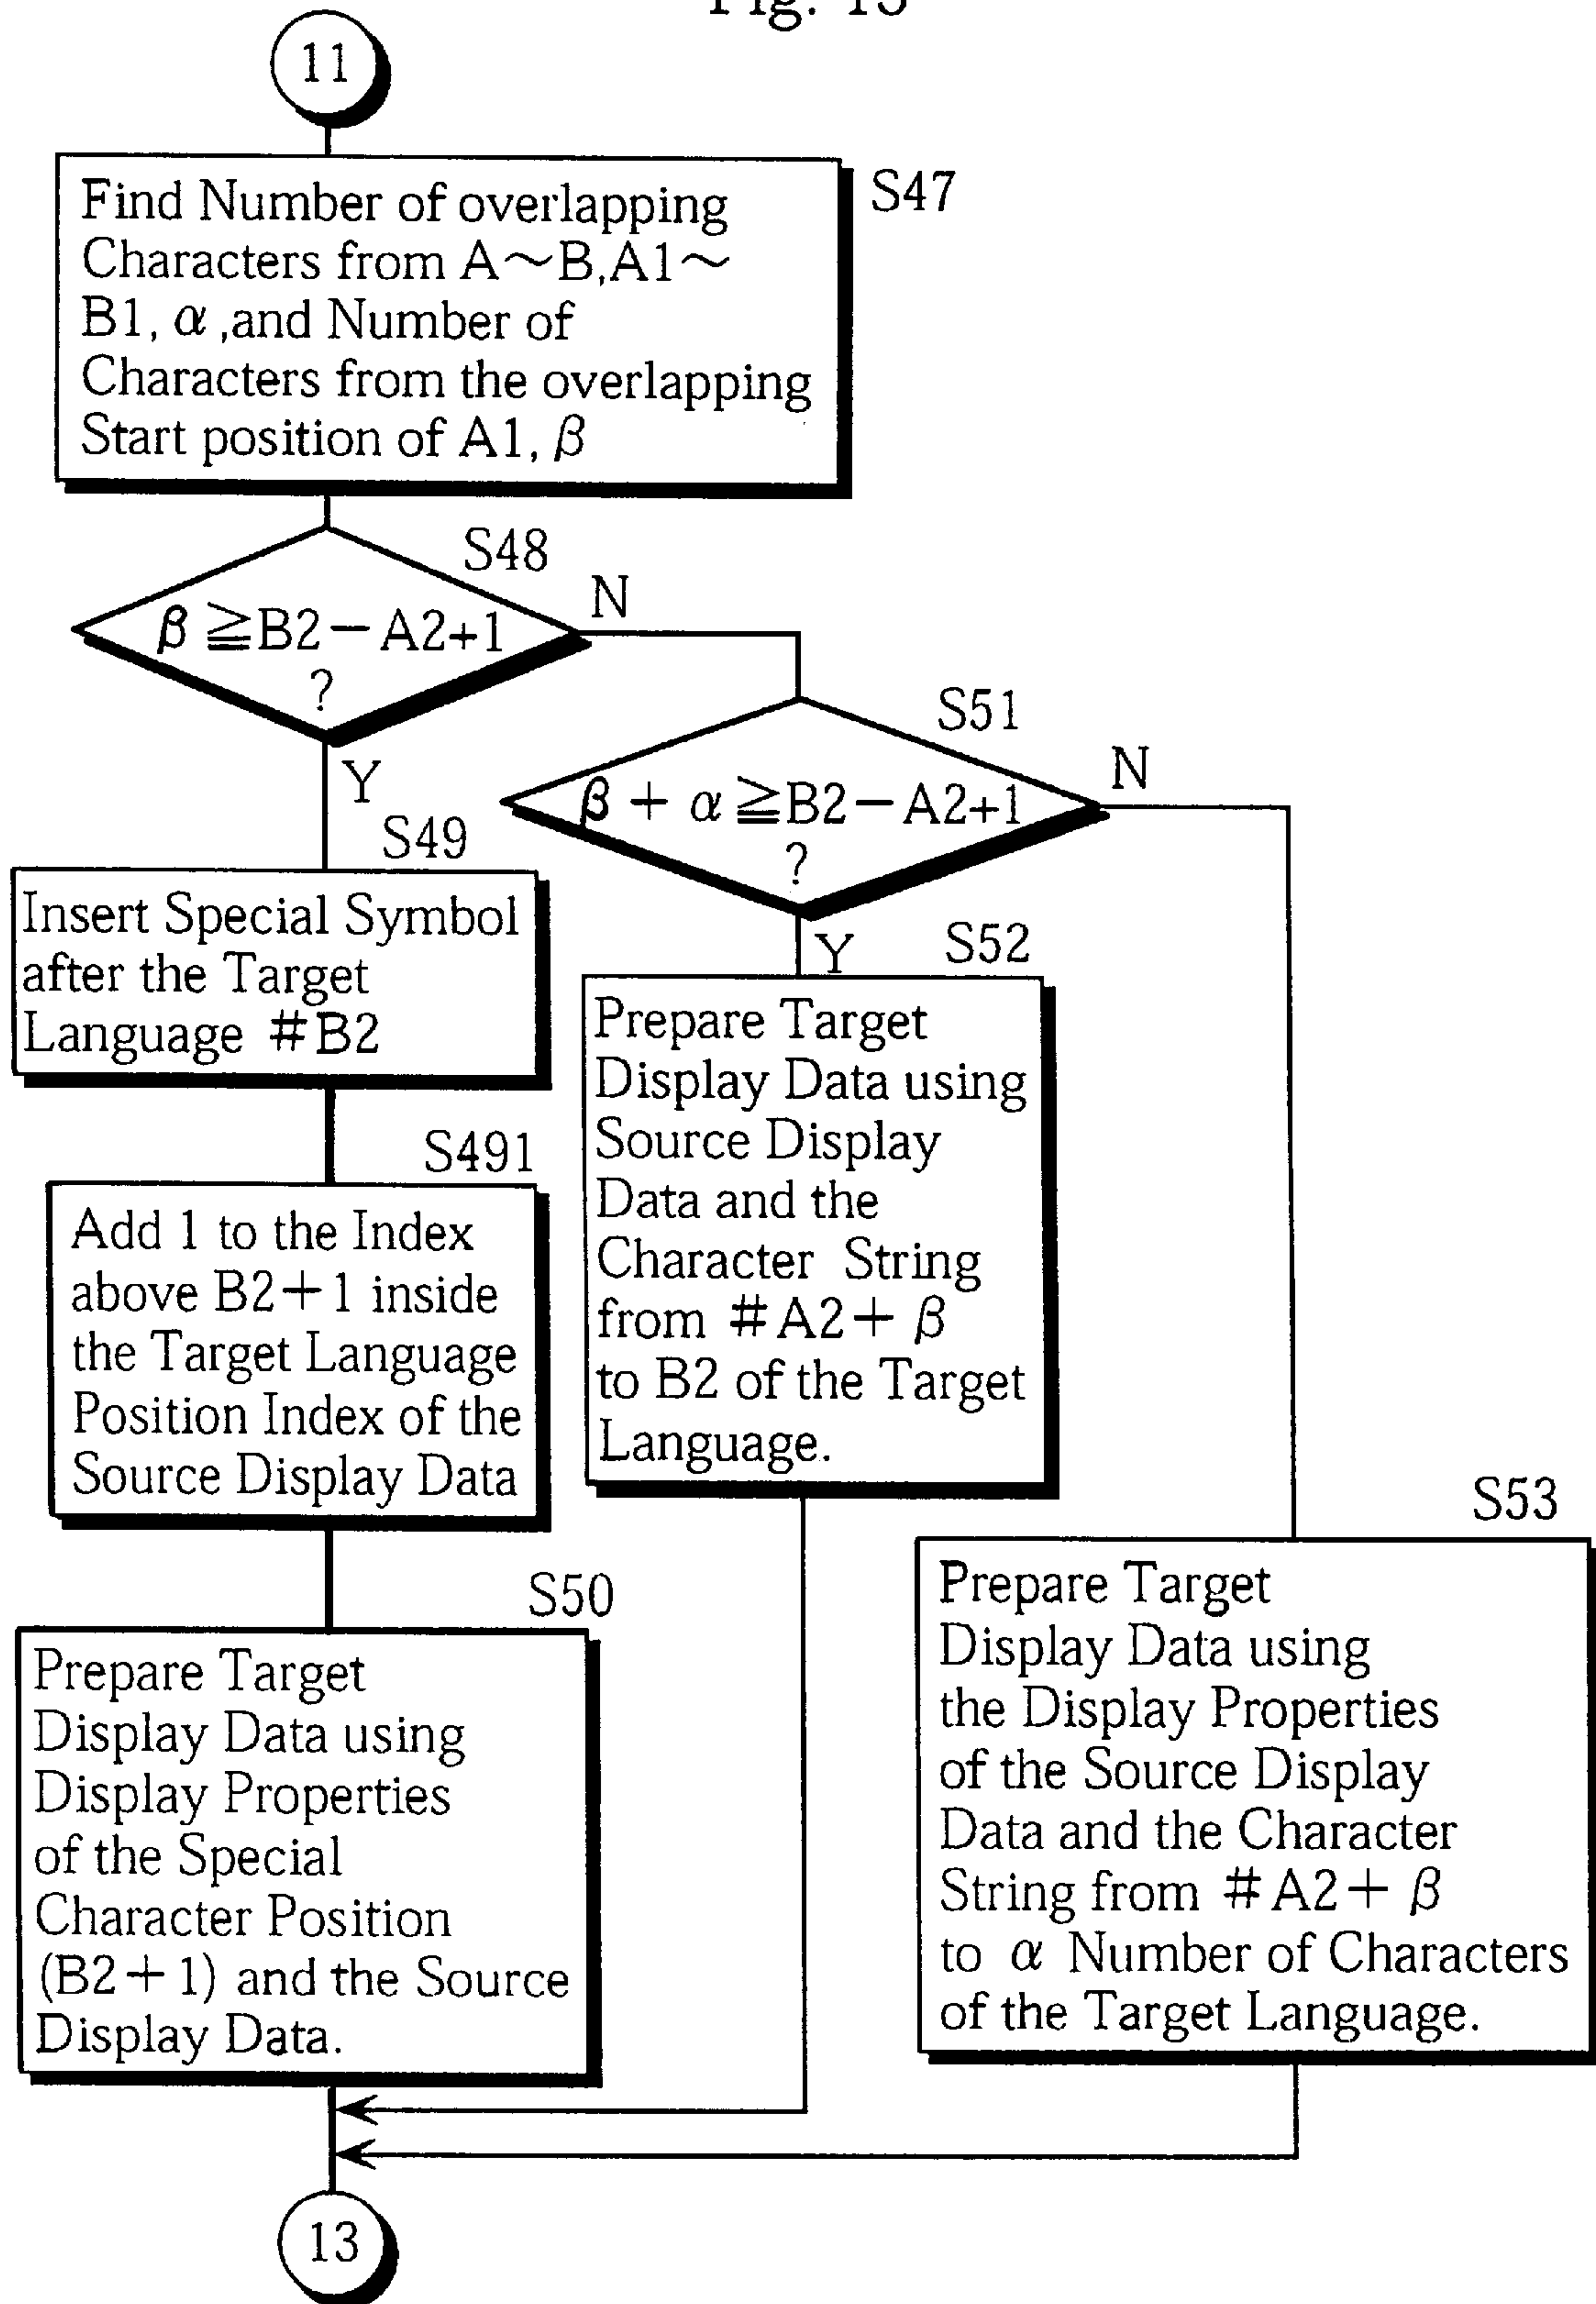 11
S47
Find Number of overlapping
Characters from A～B,A1～
B1, α ,and Number of
Characters from the overlapping
Start position of A1, β
S48
β ≧B2－A2+1
?
N
Y
S51
β + α ≧B2－A2+1
?
N
Y
S49
Insert Special Symbol
after the Target
Language #B2
S491
Add 1 to the Index
above B2+1 inside
the Target Language
Position Index of the
Source Display Data
S50
Prepare Target
Display Data using
Display Properties
of the Special
Character Position
(B2+1) and the Source
Display Data.
S52
Prepare Target
Display Data using
Source Display
Data and the
Character String
from #A2+ β
to B2 of the Target
Language.
S53
Prepare Target
Display Data using
the Display Properties
of the Source Display
Data and the Character
String from #A2+ β
to α Number of Characters
of the Target Language.
13